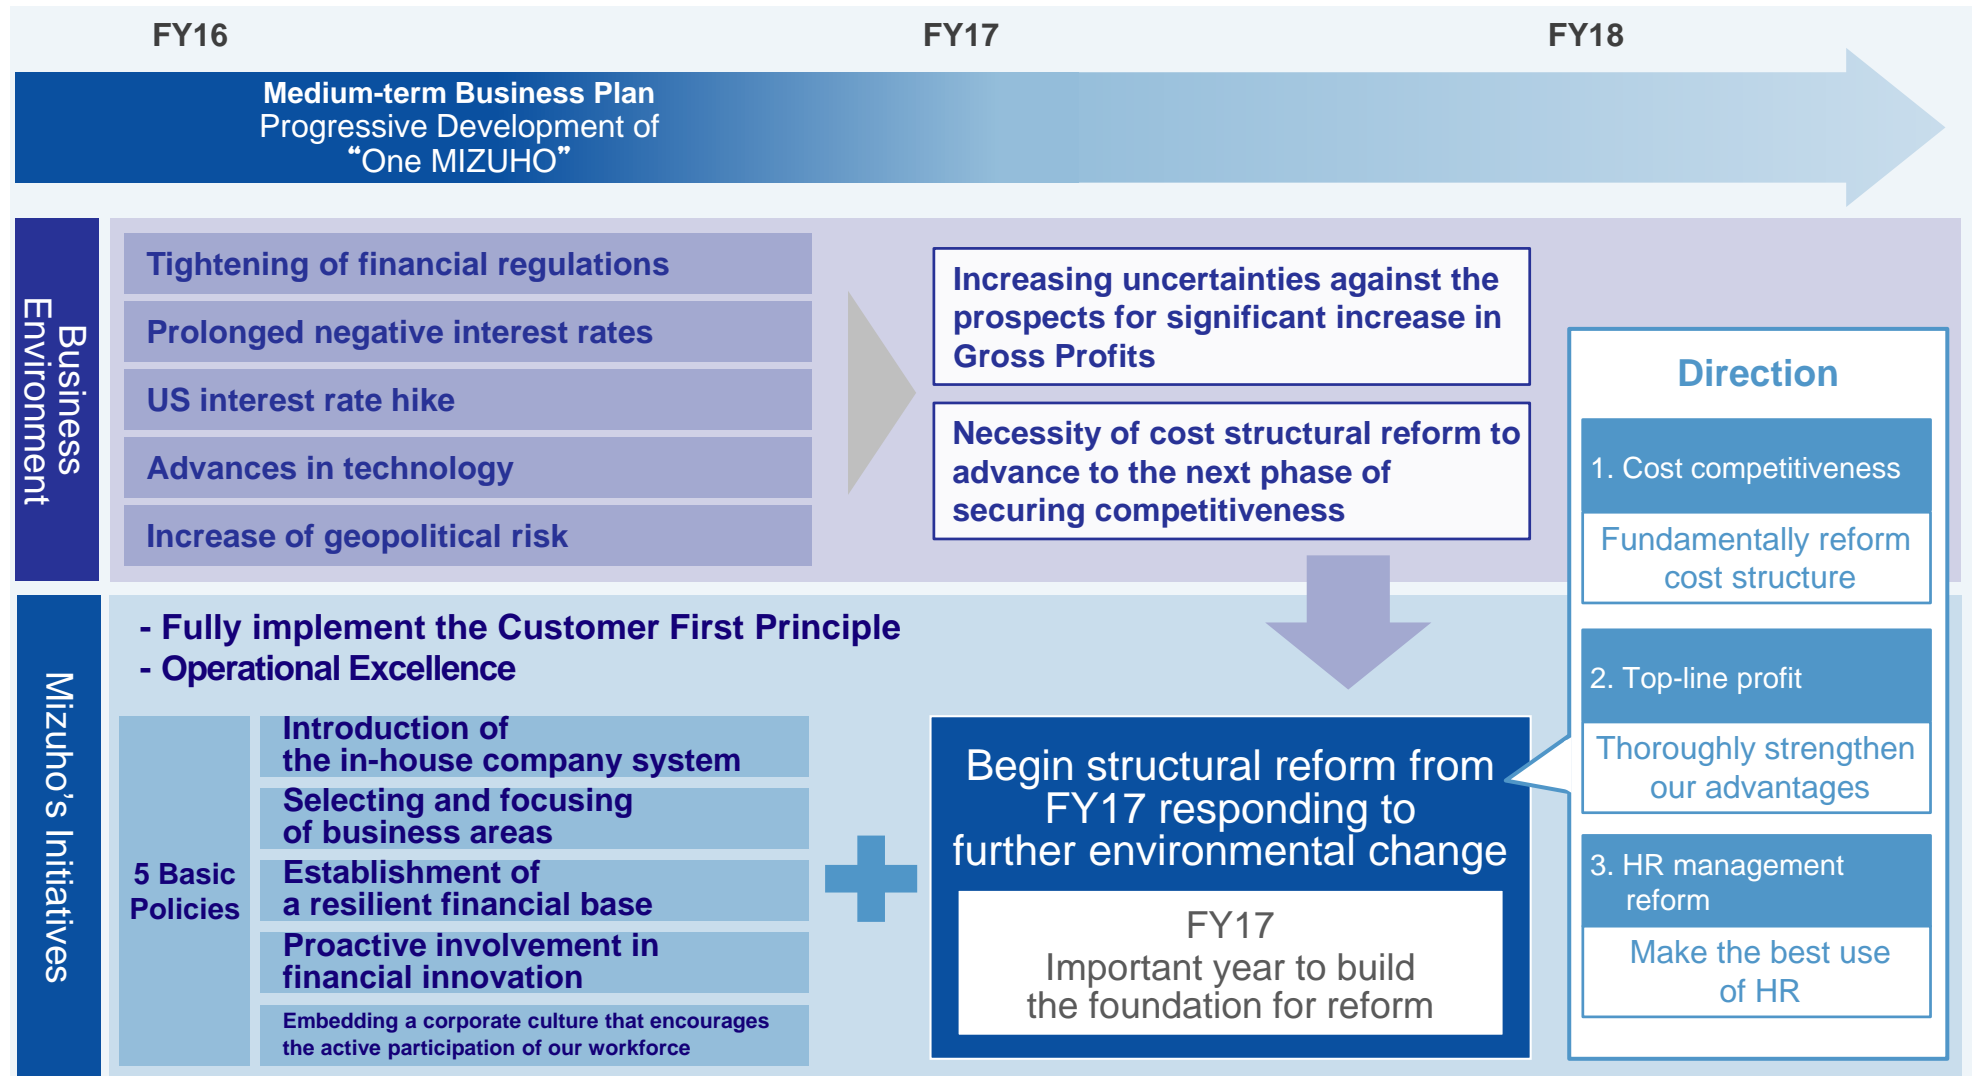 FY16
FY17
FY18
Medium-term Business Plan
Progressive Development of
“One MIZUHO”
Business
Environment
Tightening of financial regulations
Prolonged negative interest rates
US interest rate hike
Advances in technology
Increase of geopolitical risk
Increasing uncertainties against the
prospects for significant increase in
Gross Profits
Necessity of cost structural reform to
advance to the next phase of
securing competitiveness
Mizuho’s Initiatives
- Fully implement the Customer First Principle
- Operational Excellence
5 Basic
Policies
Introduction of
the in-house company system
Selecting and focusing
of business areas
Establishment of
a resilient financial base
Proactive involvement in
financial innovation
Embedding a corporate culture that encourages
the active participation of our workforce
Begin structural reform from
FY17 responding to
further environmental change
FY17
Important year to build
the foundation for reform
Direction
1. Cost competitiveness
Fundamentally reform
cost structure
2. Top-line profit
Thoroughly strengthen
our advantages
3. HR management
reform
Make the best use
of HR